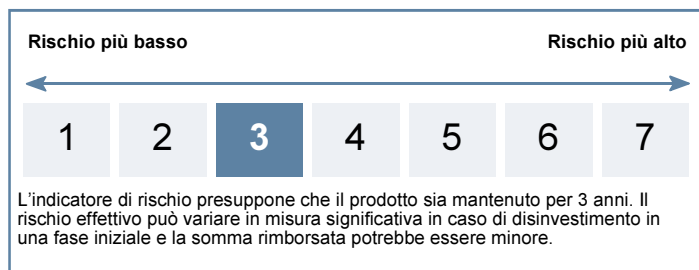 Rischio più basso Rischio più alto
1 2 3 4 5 6 7
L'indicatore di rischio presuppone che il prodotto sia mantenuto per 3 anni. Il
rischio effettivo può variare in misura significativa in caso di disinvestimento in
una fase iniziale e la somma rimborsata potrebbe essere minore.